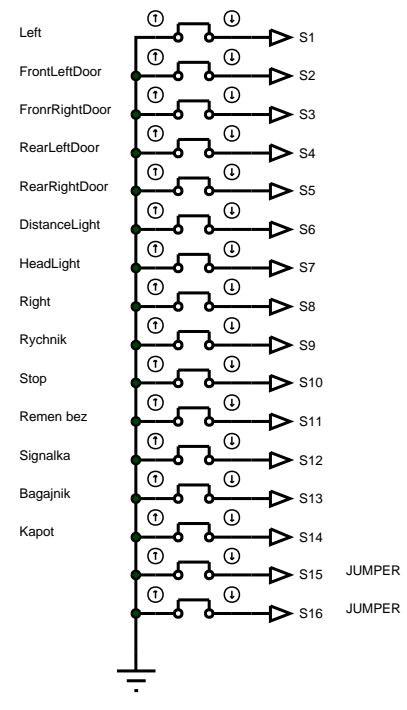 Left S1
FrontLeftDoor S2
FronrRightDoor S3
RearLeftDoor S4
RearRightDoor S5
DistanceLight S6
HeadLight S7
Right S8
Rychnik S9
Stop S10
Remen bez S11
Signalka S12
Bagajnik S13
Kapot S14
S15 JUMPER
S16 JUMPER